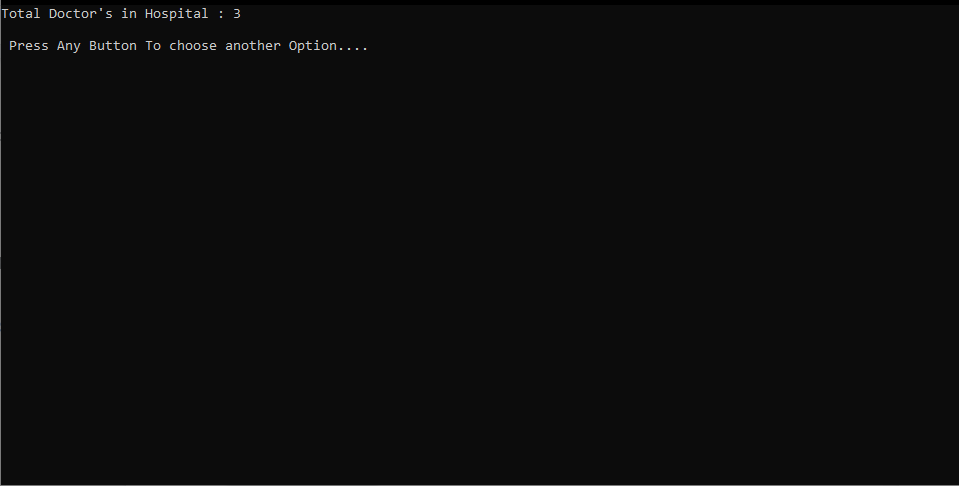 Total Doctor's in Hospital : 3
Press Any Button To choose another Option....